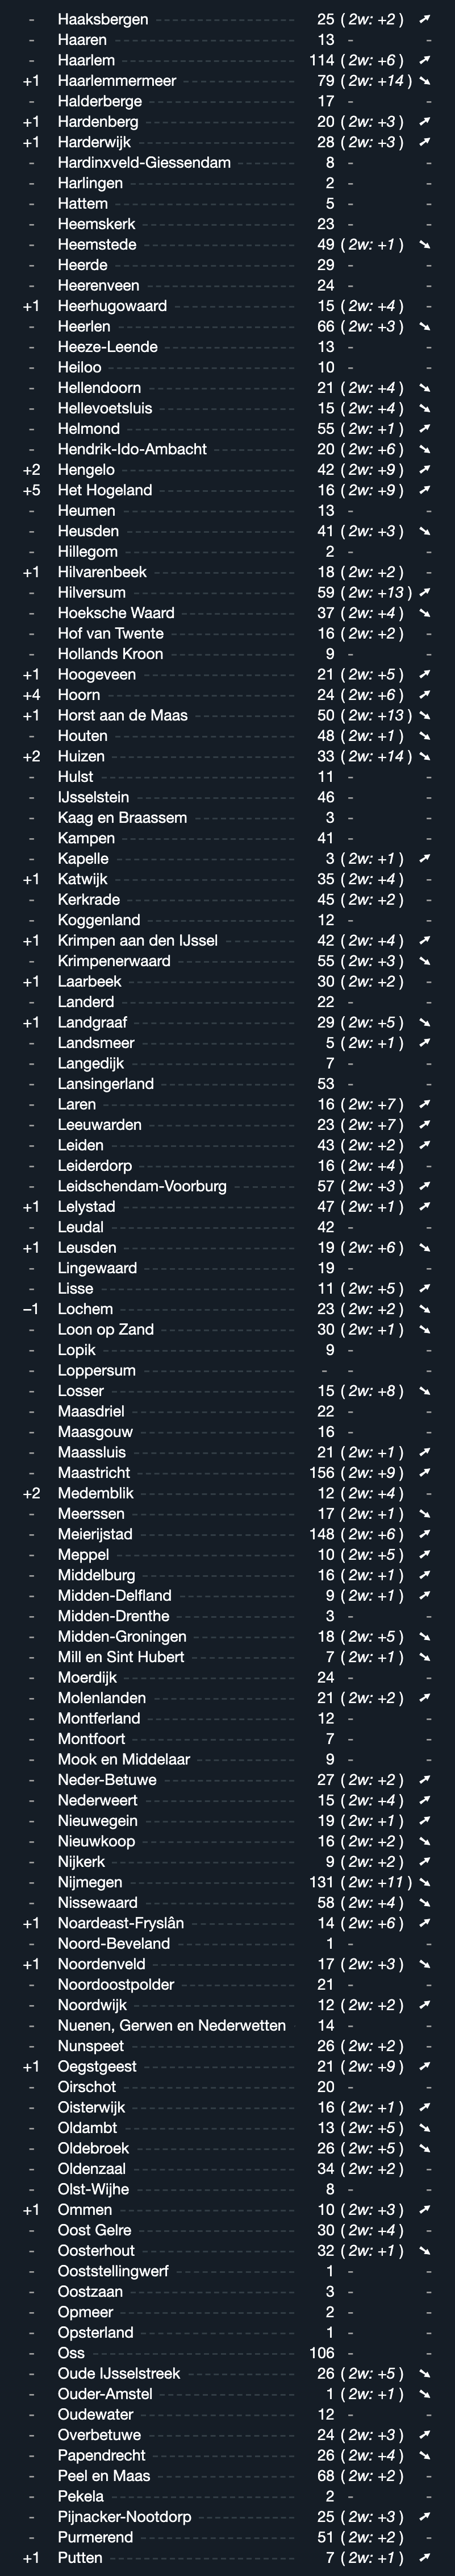 - Haaksbergen 25 ( 2w: +2 ) ➚
- Haaren 13 - -
- Haarlem 114 ( 2w: +6 ) ➚
+1 Haarlemmermeer 79 ( 2w: +14 ) ➘
- Halderberge 17 - -
+1 Hardenberg 20 ( 2w: +3 ) ➚
+1 Harderwijk 28 ( 2w: +3 ) ➚
- Hardinxveld-Giessendam 8 - -
- Harlingen 2 - -
- Hattem 5 - -
- Heemskerk 23 - -
- Heemstede 49 ( 2w: +1 ) ➘
- Heerde 29 - -
- Heerenveen 24 - -
+1 Heerhugowaard 15 ( 2w: +4 ) -
- Heerlen 66 ( 2w: +3 ) ➘
- Heeze-Leende 13 - -
- Heiloo 10 - -
- Hellendoorn 21 ( 2w: +4 ) ➘
- Hellevoetsluis 15 ( 2w: +4 ) ➘
- Helmond 55 ( 2w: +1 ) ➚
- Hendrik-Ido-Ambacht 20 ( 2w: +6 ) ➘
+2 Hengelo 42 ( 2w: +9 ) ➚
+5 Het Hogeland 16 ( 2w: +9 ) ➚
- Heumen 13 - -
- Heusden 41 ( 2w: +3 ) ➘
- Hillegom 2 - -
+1 Hilvarenbeek 18 ( 2w: +2 ) -
- Hilversum 59 ( 2w: +13 ) ➚
- Hoeksche Waard 37 ( 2w: +4 ) ➘
- Hof van Twente 16 ( 2w: +2 ) -
- Hollands Kroon 9 - -
+1 Hoogeveen 21 ( 2w: +5 ) ➚
+4 Hoorn 24 ( 2w: +6 ) ➚
+1 Horst aan de Maas 50 ( 2w: +13 ) ➘
- Houten 48 ( 2w: +1 ) ➘
+2 Huizen 33 ( 2w: +14 ) ➘
- Hulst 11 - -
- IJsselstein 46 - -
- Kaag en Braassem 3 - -
- Kampen 41 - -
- Kapelle 3 ( 2w: +1 ) ➚
+1 Katwijk 35 ( 2w: +4 ) -
- Kerkrade 45 ( 2w: +2 ) -
- Koggenland 12 - -
+1 Krimpen aan den IJssel 42 ( 2w: +4 ) ➚
- Krimpenerwaard 55 ( 2w: +3 ) ➘
+1 Laarbeek 30 ( 2w: +2 ) -
- Landerd 22 - -
+1 Landgraaf 29 ( 2w: +5 ) ➘
- Landsmeer 5 ( 2w: +1 ) ➚
- Langedijk 7 - -
- Lansingerland 53 - -
- Laren 16 ( 2w: +7 ) ➚
- Leeuwarden 23 ( 2w: +7 ) ➚
- Leiden 43 ( 2w: +2 ) ➚
- Leiderdorp 16 ( 2w: +4 ) -
- Leidschendam-Voorburg 57 ( 2w: +3 ) ➚
+1 Lelystad 47 ( 2w: +1 ) ➚
- Leudal 42 - -
+1 Leusden 19 ( 2w: +6 ) ➘
- Lingewaard 19 - -
- Lisse 11 ( 2w: +5 ) ➚
−1 Lochem 23 ( 2w: +2 ) ➘
- Loon op Zand 30 ( 2w: +1 ) ➘
- Lopik 9 - -
- Loppersum - - -
- Losser 15 ( 2w: +8 ) ➘
- Maasdriel 22 - -
- Maasgouw 16 - -
- Maassluis 21 ( 2w: +1 ) ➚
- Maastricht 156 ( 2w: +9 ) ➚
+2 Medemblik 12 ( 2w: +4 ) -
- Meerssen 17 ( 2w: +1 ) ➘
- Meierijstad 148 ( 2w: +6 ) ➚
- Meppel 10 ( 2w: +5 ) ➚
- Middelburg 16 ( 2w: +1 ) ➚
- Midden-Delfland 9 ( 2w: +1 ) ➚
- Midden-Drenthe 3 - -
- Midden-Groningen 18 ( 2w: +5 ) ➘
- Mill en Sint Hubert 7 ( 2w: +1 ) ➘
- Moerdijk 24 - -
- Molenlanden 21 ( 2w: +2 ) ➚
- Montferland 12 - -
- Montfoort 7 - -
- Mook en Middelaar 9 - -
- Neder-Betuwe 27 ( 2w: +2 ) ➚
- Nederweert 15 ( 2w: +4 ) ➚
- Nieuwegein 19 ( 2w: +1 ) ➚
- Nieuwkoop 16 ( 2w: +2 ) ➘
- Nijkerk 9 ( 2w: +2 ) ➚
- Nijmegen 131 ( 2w: +11 ) ➘
- Nissewaard 58 ( 2w: +4 ) ➘
+1 Noardeast-Fryslân 14 ( 2w: +6 ) ➚
- Noord-Beveland 1 - -
+1 Noordenveld 17 ( 2w: +3 ) ➘
- Noordoostpolder 21 - -
- Noordwijk 12 ( 2w: +2 ) ➚
- Nuenen, Gerwen en Nederwetten 14 - -
- Nunspeet 26 ( 2w: +2 ) -
+1 Oegstgeest 21 ( 2w: +9 ) ➚
- Oirschot 20 - -
- Oisterwijk 16 ( 2w: +1 ) ➚
- Oldambt 13 ( 2w: +5 ) ➘
- Oldebroek 26 ( 2w: +5 ) ➘
- Oldenzaal 34 ( 2w: +2 ) -
- Olst-Wijhe 8 - -
+1 Ommen 10 ( 2w: +3 ) ➚
- Oost Gelre 30 ( 2w: +4 ) -
- Oosterhout 32 ( 2w: +1 ) ➘
- Ooststellingwerf 1 - -
- Oostzaan 3 - -
- Opmeer 2 - -
- Opsterland 1 - -
- Oss 106 - -
- Oude IJsselstreek 26 ( 2w: +5 ) ➘
- Ouder-Amstel 1 ( 2w: +1 ) ➘
- Oudewater 12 - -
- Overbetuwe 24 ( 2w: +3 ) ➚
- Papendrecht 26 ( 2w: +4 ) ➘
- Peel en Maas 68 ( 2w: +2 ) -
- Pekela 2 - -
- Pijnacker-Nootdorp 25 ( 2w: +3 ) ➚
- Purmerend 51 ( 2w: +2 ) -
+1 Putten 7 ( 2w: +1 ) ➚